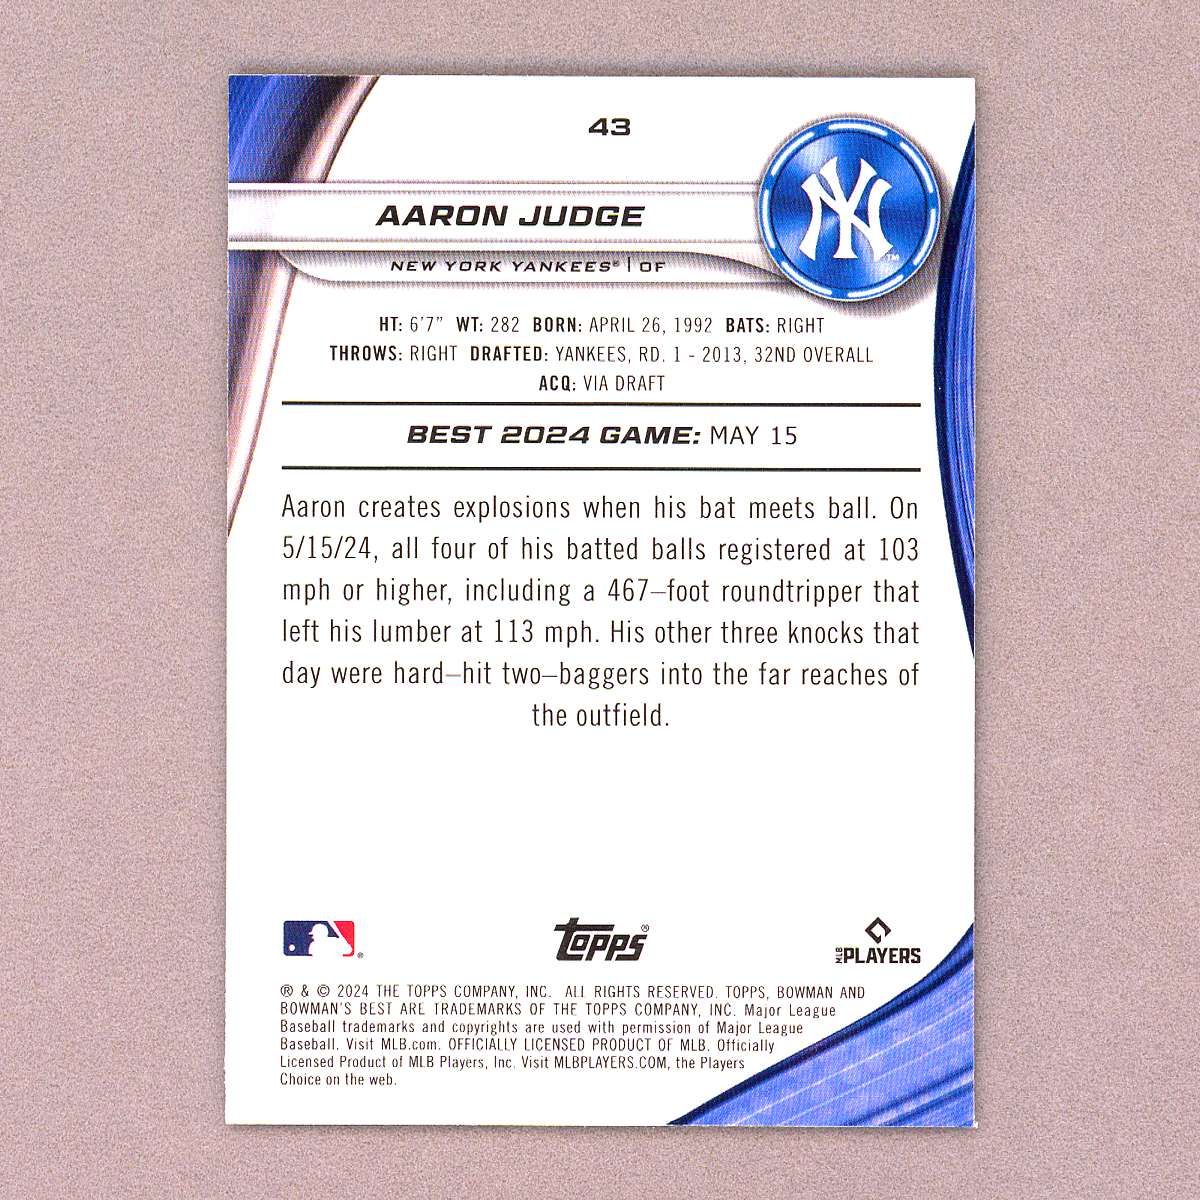 43
AARON JUDGE
NY
TM
NEW YORK YANKEES® | OF
HT: 6'7” WT: 282 BORN: APRIL 26, 1992 BATS: RIGHT
THROWS: RIGHT DRAFTED: YANKEES, RD. 1 - 2013, 32ND OVERALL
ACQ: VIA DRAFT
BEST 2024 GAME: MAY 15
Aaron creates explosions when his bat meets ball. On
5/15/24, all four of his batted balls registered at 103
mph or higher, including a 467–foot roundtripper that
left his lumber at 113 mph. His other three knocks that
day were hard–hit two–baggers into the far reaches of
the outfield.
®
topps®
MLB PLAYERS
® & © 2024 THE TOPPS COMPANY, INC. ALL RIGHTS RESERVED. TOPPS, BOWMAN AND
BOWMAN'S BEST ARE TRADEMARKS OF THE TOPPS COMPANY, INC. Major League
Baseball trademarks and copyrights are used with permission of Major League
Baseball. Visit MLB.com. OFFICIALLY LICENSED PRODUCT OF MLB. Officially
Licensed Product of MLB Players, Inc. Visit MLBPLAYERS.COM, the Players
Choice on the web.